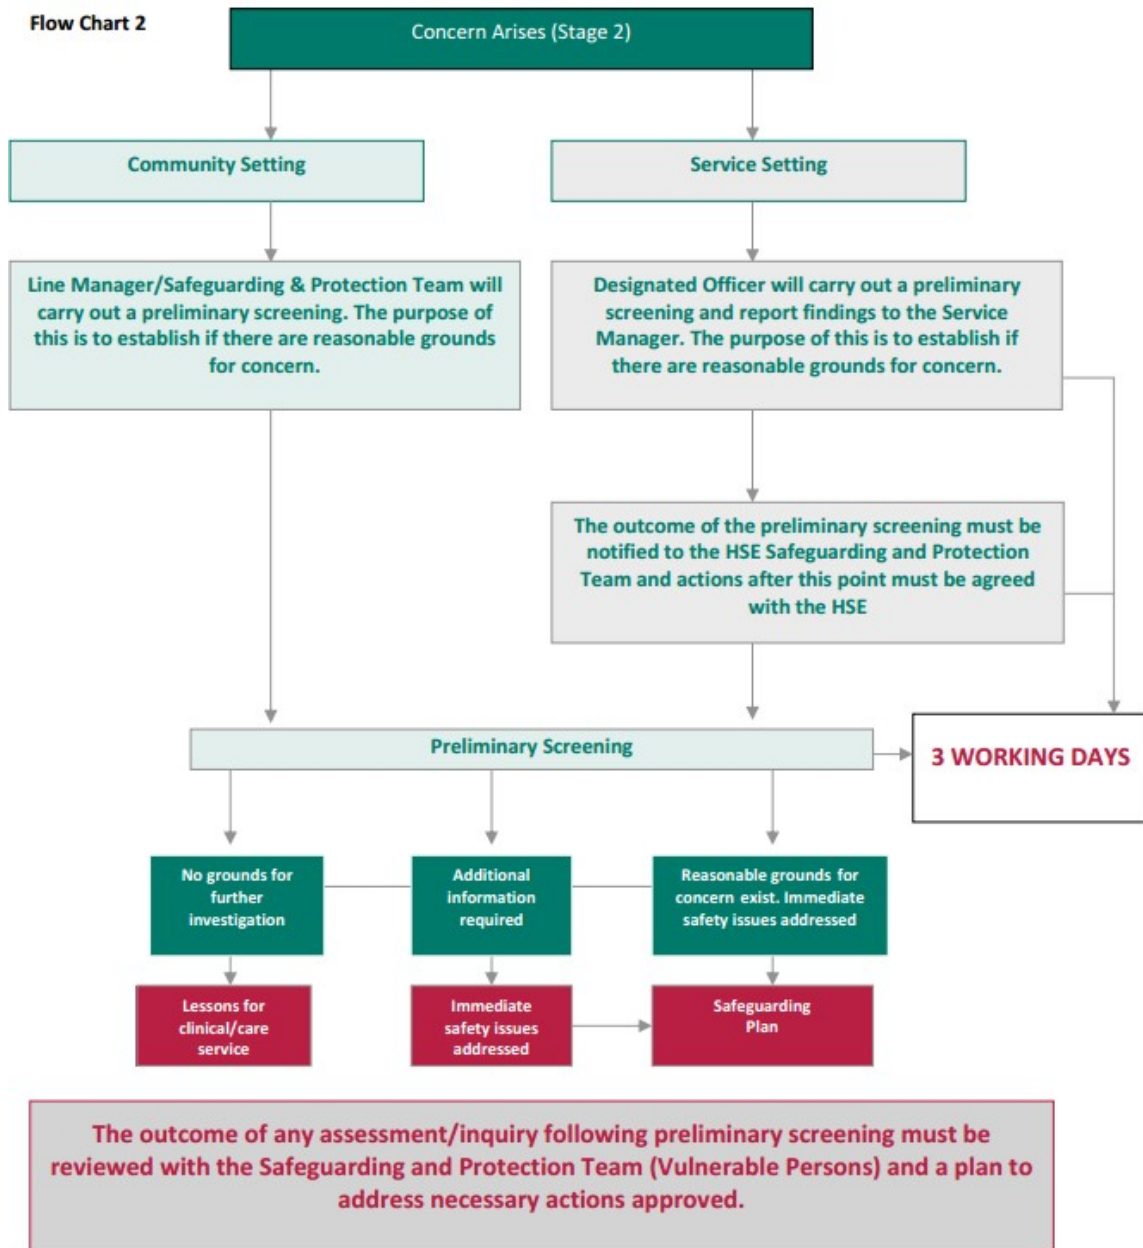 Flow Chart 2
Concern Arises (Stage 2)
Community Setting
Service Setting
Line Manager/Safeguarding & Protection Team will
carry out a preliminary screening. The purpose of
this is to establish if there are reasonable grounds
for concern.
Designated Officer will carry out a preliminary
screening and report findings to the Service
Manager. The purpose of this is to establish if
there are reasonable grounds for concern.
The outcome of the preliminary screening must be
notified to the HSE Safeguarding and Protection
Team and actions after this point must be agreed
with the HSE
Preliminary Screening
3 WORKING DAYS
No grounds for
further
investigation
Additional
information
required
Reasonable grounds for
concern exist. Immediate
safety issues addressed
Lessons for
clinical/care
service
Immediate
safety issues
addressed
Safeguarding
Plan
The outcome of any assessment/inquiry following preliminary screening must be
reviewed with the Safeguarding and Protection Team (Vulnerable Persons) and a plan to
address necessary actions approved.